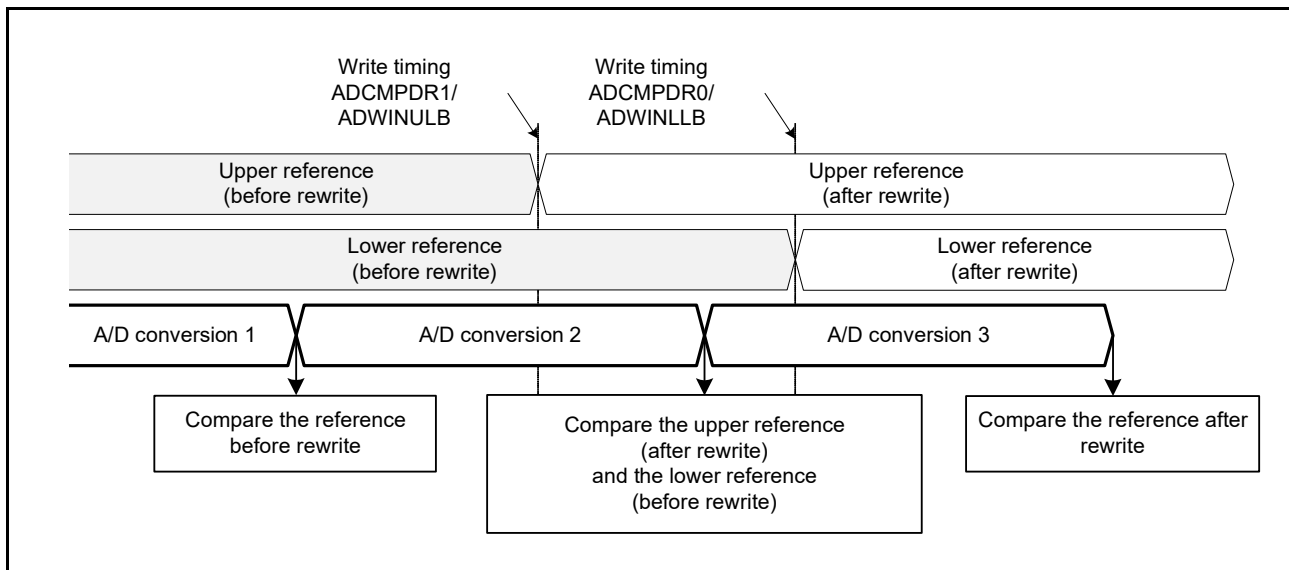 Write timing
ADCMPDR1/
ADWINULB
Write timing
ADCMPDR0/
ADWINLLB
Upper reference
(before rewrite)
Upper reference
(after rewrite)
Lower reference
(before rewrite)
Lower reference
(after rewrite)
A/D conversion 1
A/D conversion 2
A/D conversion 3
Compare the reference
before rewrite
Compare the upper reference
(after rewrite)
and the lower reference
(before rewrite)
Compare the reference after
rewrite